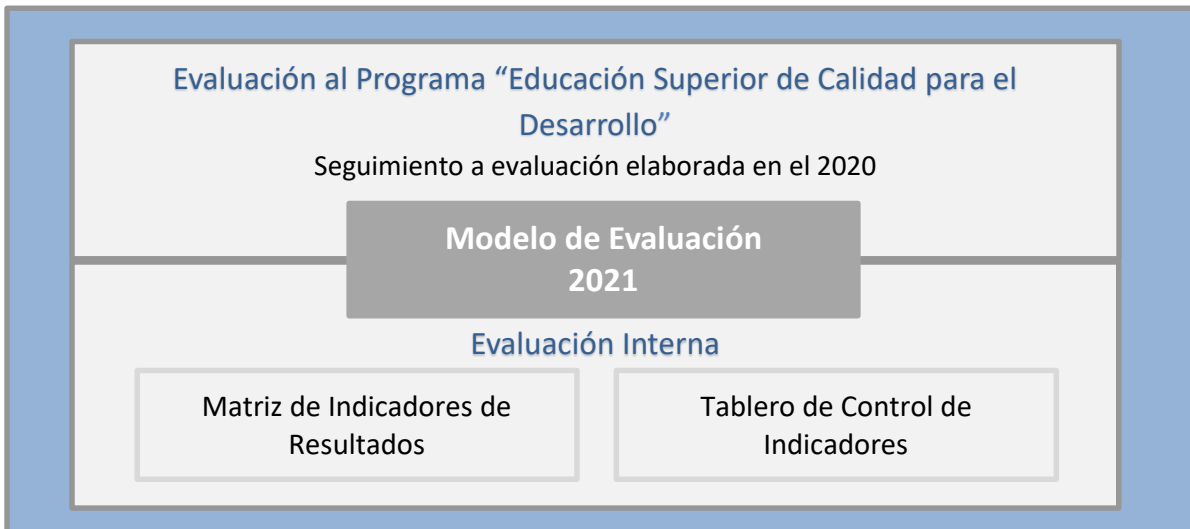 Evaluación al Programa “Educación Superior de Calidad para el
Desarrollo”
Seguimiento a evaluación elaborada en el 2020
Modelo de Evaluación
2021
Evaluación Interna
Matriz de Indicadores de
Resultados
Tablero de Control de
Indicadores